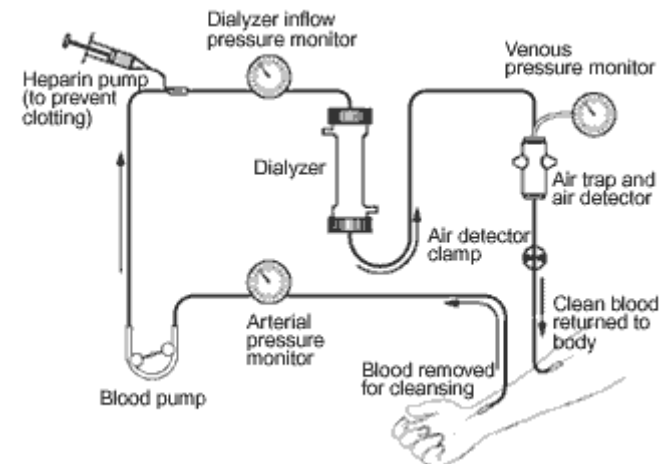 Dialyzer inflow
pressure monitor
Venous
pressure monitor
Heparin pump
(to prevent
clotting)
Dialyzer
Air trap and
air detector
Air detector
clamp
Clean blood
returned to
body
Arterial
pressure
monitor
Blood removed
for cleansing
Blood pump